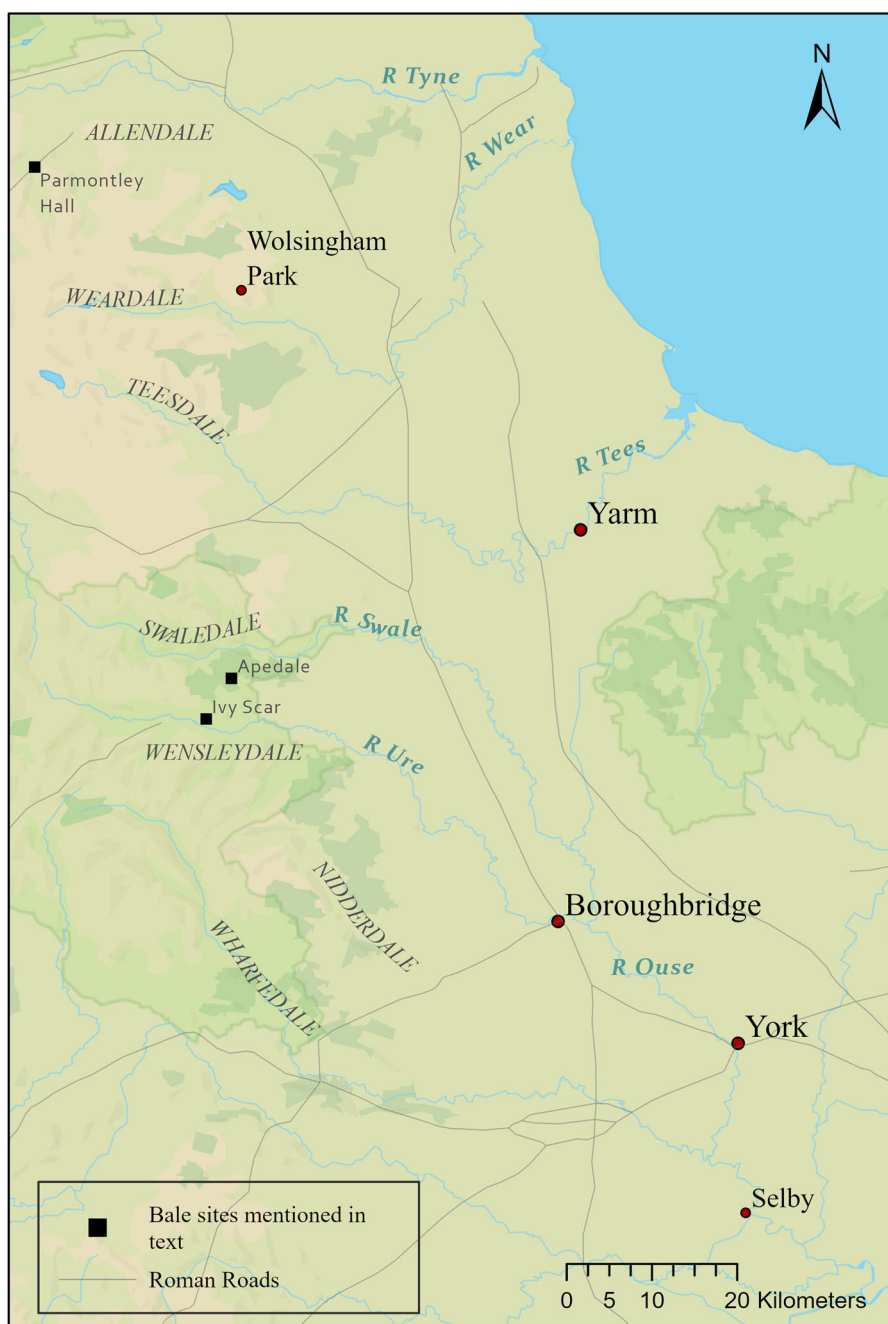 N
R Tyne
R Wear
ALLENDALE
Parmontley
Hall
Wolsingham
Park
WEARDALE
TEESDALE
R Tees
Yarm
SWALEDALE
R Swale
Apedale
Ivy Scar
WENSLEYDALE
R Ure
NIDDERDALE
Boroughbridge
WHARFEDALE
R Ouse
York
Selby
Bale sites mentioned in
text
Roman Roads
0 5 10 20 Kilometers